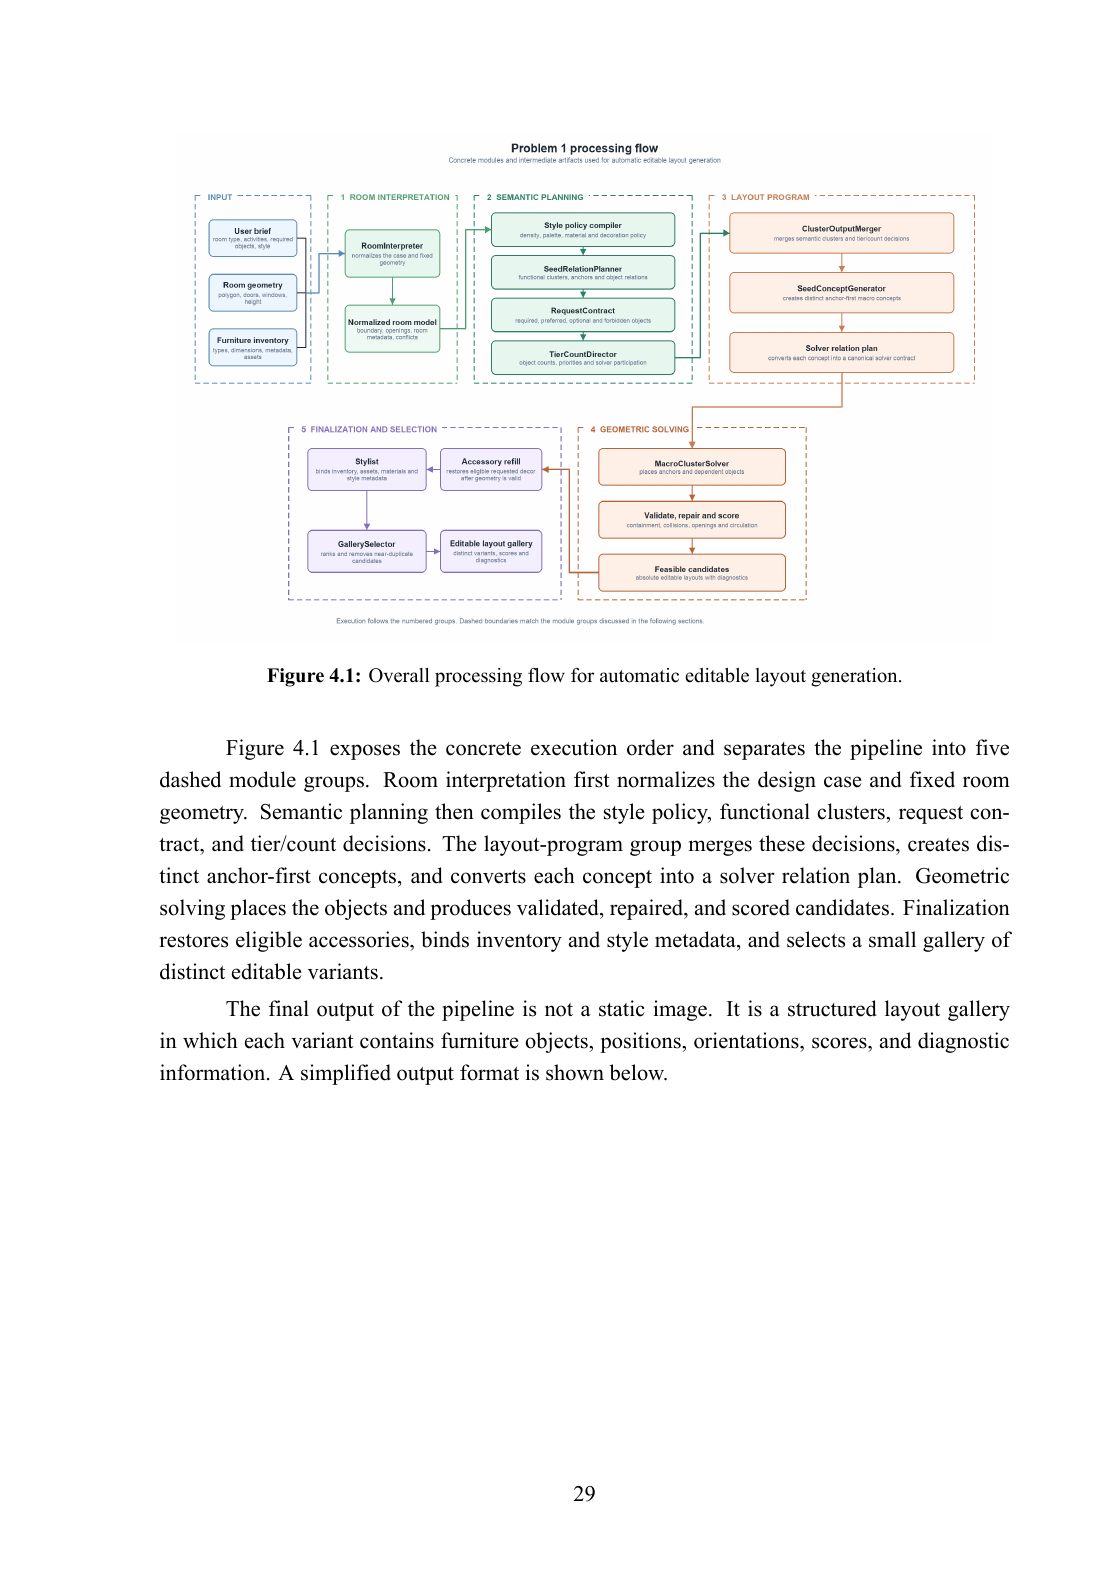 Problem 1 processing flow
Concrete modules and intermediate artifacts used for automatic editable layout generation
INPUT
User brief
room type, activities, required
objects, style
Room geometry
polygon, doors, windows,
height
Furniture inventory
types, dimensions, metadata,
assets
1 ROOM INTERPRETATION
RoomInterpreter
normalizes the case and fixed
geometry
Normalized room model
boundary, openings, room
metadata, conflicts
2 SEMANTIC PLANNING
Style policy compiler
density, palette, material and decoration policy
SeedRelationPlanner
functional clusters, anchors and object relations
RequestContract
required, preferred, optional and forbidden objects
TierCountDirector
object counts, priorities and solver participation
3 LAYOUT PROGRAM
ClusterOutputMerger
merges semantic clusters and tier/count decisions
SeedConceptGenerator
creates distinct anchor-first macro concepts
Solver relation plan
converts each concept into a canonical solver contract
4 GEOMETRIC SOLVING
MacroClusterSolver
places anchors and dependent objects
Validate, repair and score
containment, collisions, openings and circulation
Feasible candidates
absolute editable layouts with diagnostics
5 FINALIZATION AND SELECTION
Accessory refill
restores eligible requested decor
after geometry is valid
Stylist
binds inventory, assets, materials and
style metadata
GallerySelector
ranks and removes near-duplicate
candidates
Editable layout gallery
distinct variants, scores and
diagnostics
Execution follows the numbered groups. Dashed boundaries match the module groups discussed in the following sections.
Figure 4.1: Overall processing flow for automatic editable layout generation.
Figure 4.1 exposes the concrete execution order and separates the pipeline into five
dashed module groups. Room interpretation first normalizes the design case and fixed room
geometry. Semantic planning then compiles the style policy, functional clusters, request con-
tract, and tier/count decisions. The layout-program group merges these decisions, creates dis-
tinct anchor-first concepts, and converts each concept into a solver relation plan. Geometric
solving places the objects and produces validated, repaired, and scored candidates. Finalization
restores eligible accessories, binds inventory and style metadata, and selects a small gallery of
distinct editable variants.
The final output of the pipeline is not a static image. It is a structured layout gallery
in which each variant contains furniture objects, positions, orientations, scores, and diagnostic
information. A simplified output format is shown below.
29